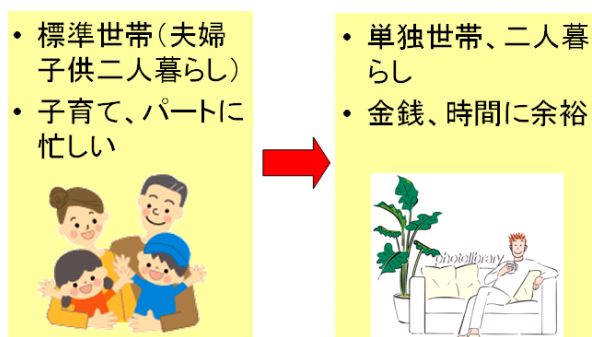 • 標準世帯（夫婦
子供二人暮らし）
• 子育て、パートに
忙しい
• 単独世帯、二人暮
らし
• 金銭、時間に余裕
photolibrary